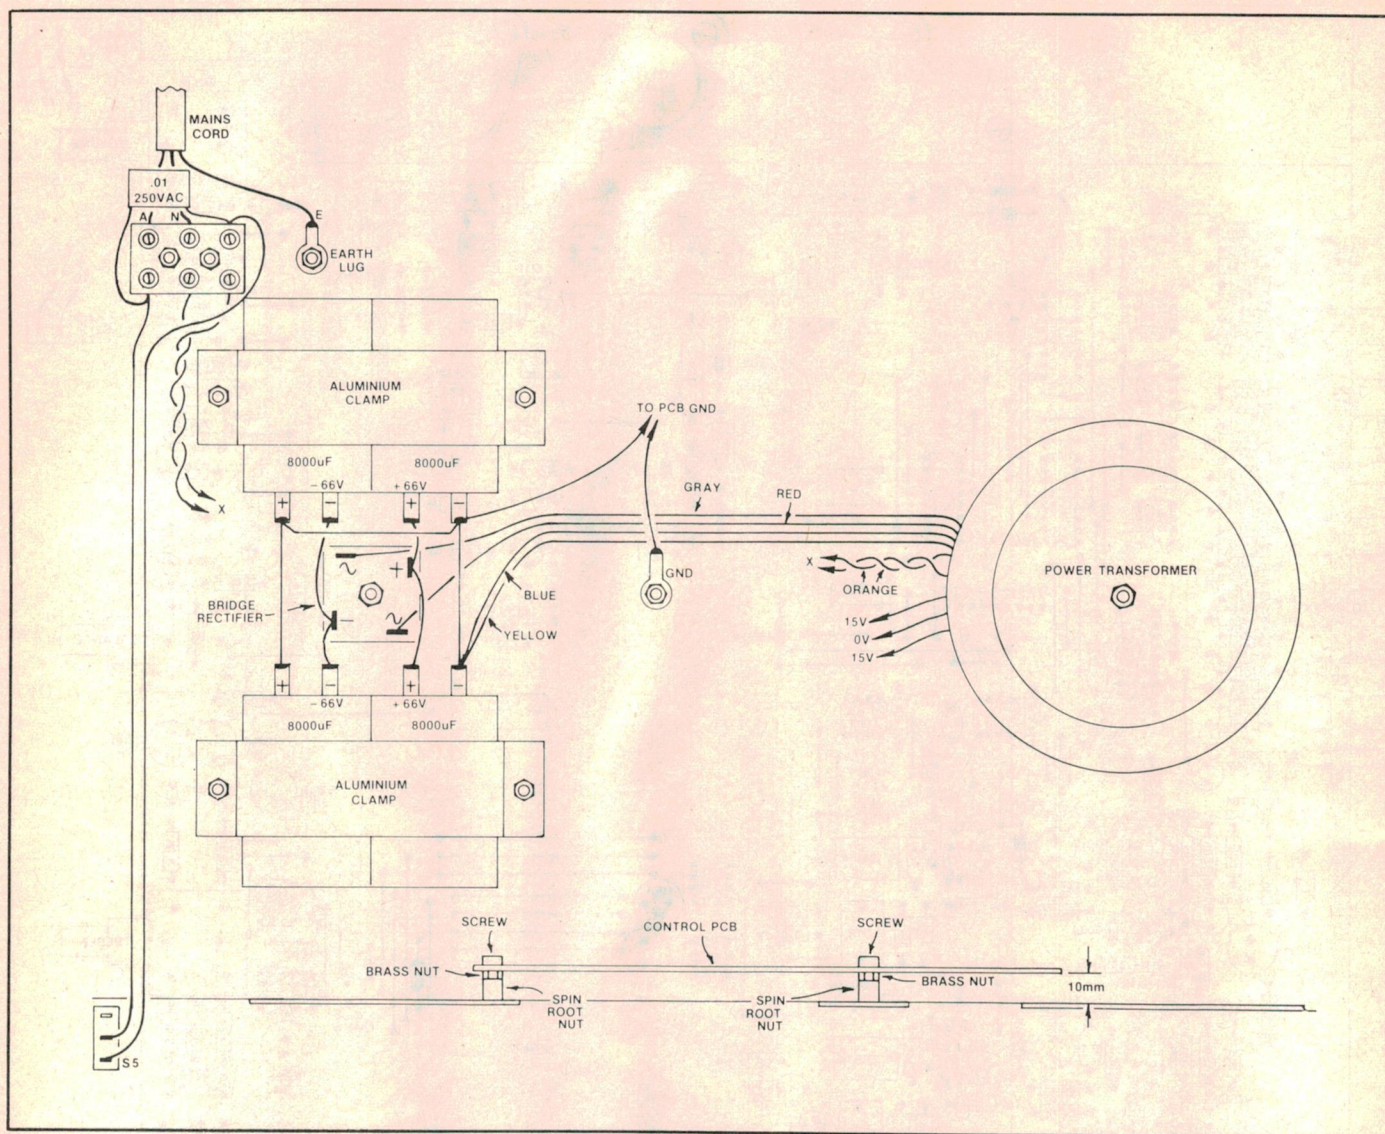 MAINS
CORD
.01
250VAC
A N
E
EARTH
LUG
ALUMINIUM
CLAMP
TO PCB GND
8000uF 8000uF
– 66V + 66V
+ – + –
X
GRAY
RED
~ +
– ~
BRIDGE
RECTIFIER
BLUE
YELLOW
GND
X
ORANGE
15V
0V
15V
POWER TRANSFORMER
+ – + –
– 66V + 66V
8000uF 8000uF
ALUMINIUM
CLAMP
SCREW
CONTROL PCB
SCREW
BRASS NUT
BRASS NUT
10mm
SPIN
ROOT
NUT
SPIN
ROOT
NUT
S5